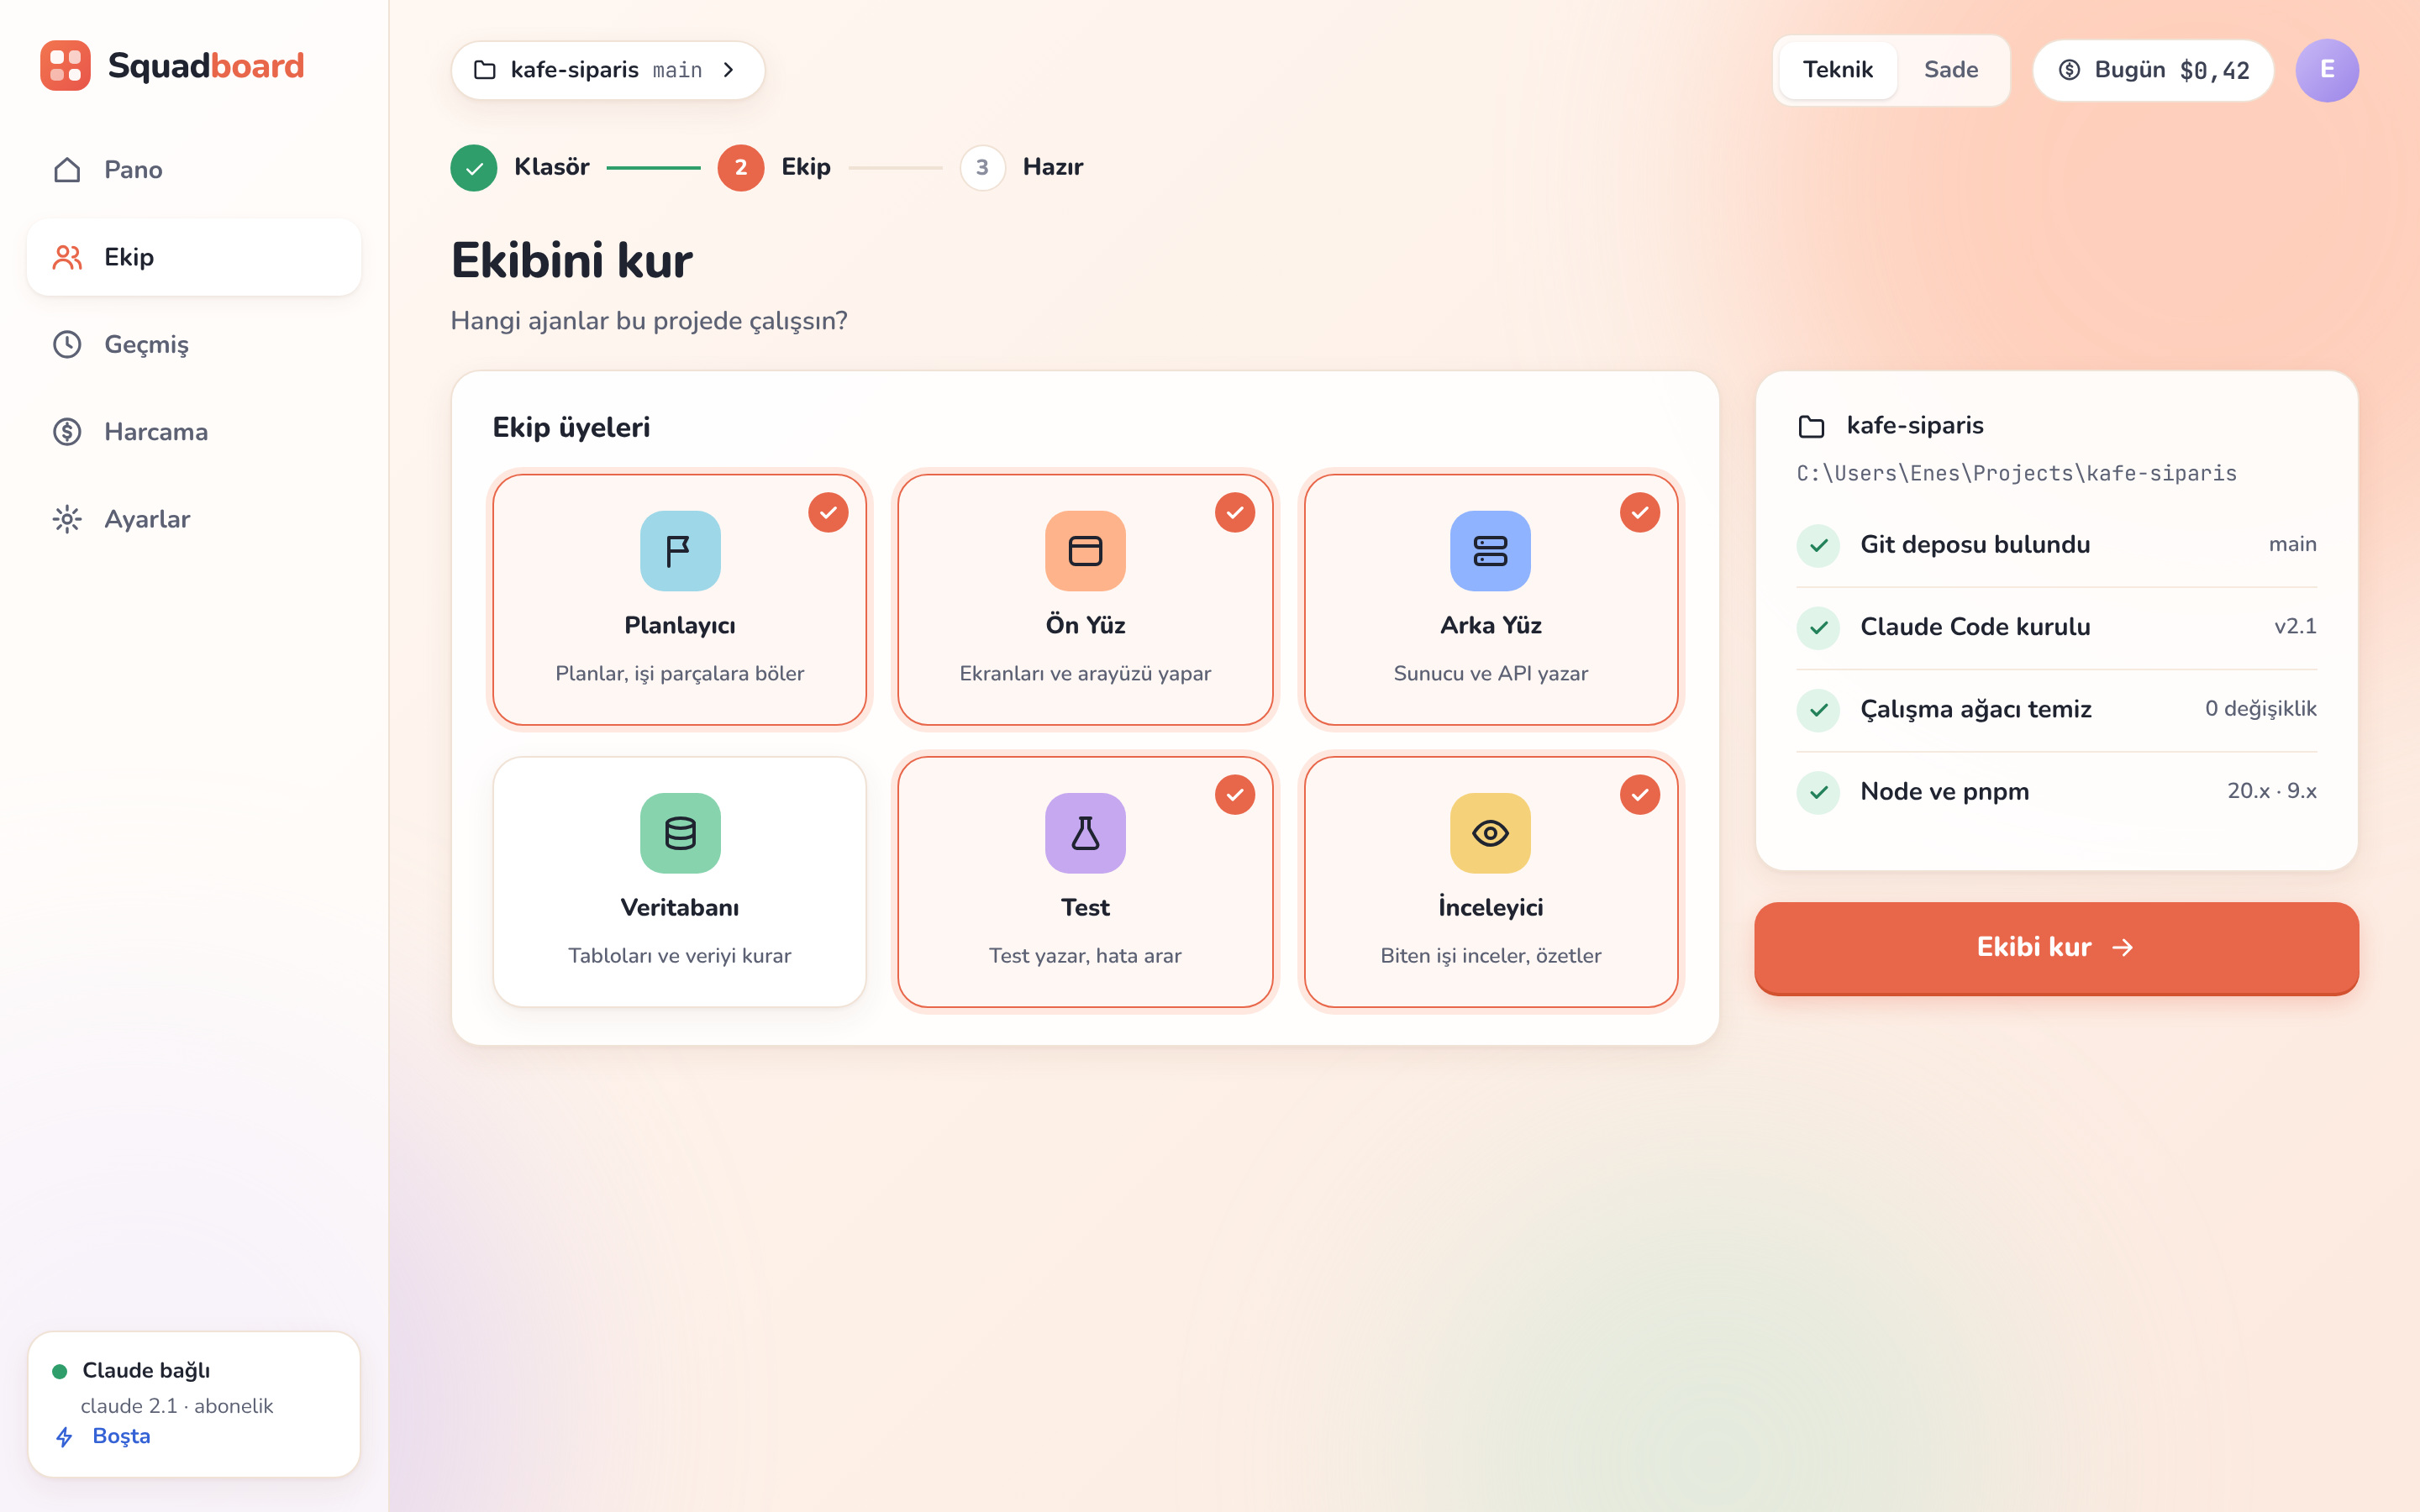 Squadboard
Pano
Ekip
Geçmiş
Harcama
Ayarlar
Claude bağlı
claude 2.1 · abonelik
Boşta
kafe-siparis main
Teknik Sade
Bugün $0,42
E
Klasör 2 Ekip 3 Hazır
Ekibini kur
Hangi ajanlar bu projede çalışsın?
Ekip üyeleri
Planlayıcı
Planlar, işi parçalara böler
Ön Yüz
Ekranları ve arayüzü yapar
Arka Yüz
Sunucu ve API yazar
Veritabanı
Tabloları ve veriyi kurar
Test
Test yazar, hata arar
İnceleyici
Biten işi inceler, özetler
kafe-siparis
C:\Users\Enes\Projects\kafe-siparis
Git deposu bulundu main
Claude Code kurulu v2.1
Çalışma ağacı temiz 0 değişiklik
Node ve pnpm 20.x · 9.x
Ekibi kur →